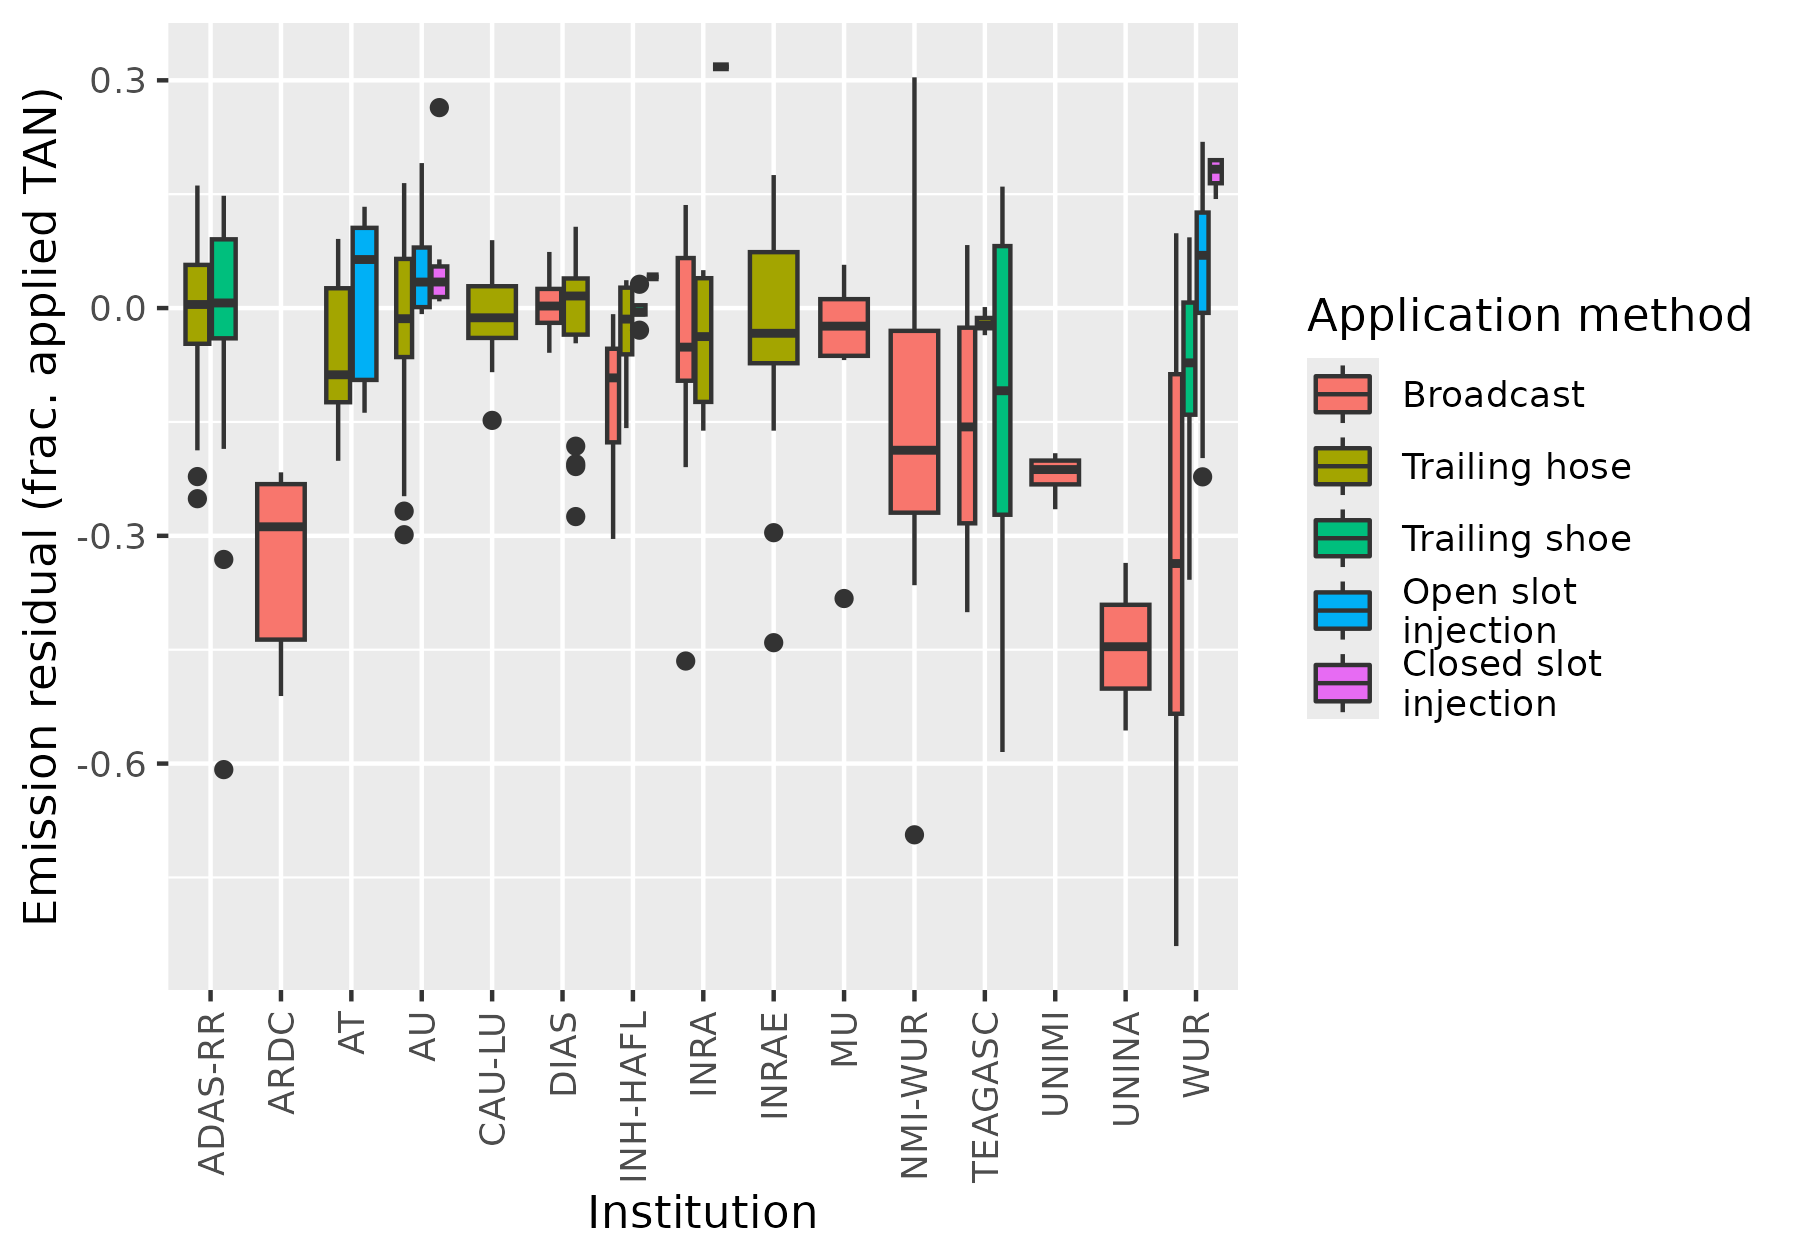 Emission residual (frac. applied TAN)
0.3
0.0
-0.3
-0.6
ADAS-RR
ARDC
AT
AU
CAU-LU
DIAS
INH-HAFL
INRA
INRAE
MU
NMI-WUR
TEAGASC
UNIMI
UNINA
WUR
Institution
Application method
Broadcast
Trailing hose
Trailing shoe
Open slot
injection
Closed slot
injection